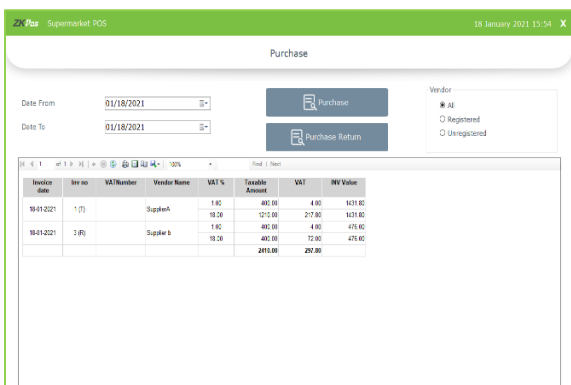 ZKPos Supermarket POS 18 January 2021 15:54 X
Purchase
Date From 01/18/2021
Date To 01/18/2021
Purchase
Purchase Return
Vendor
All
Registered
Unregistered
1 of 1 100% Find | Next
Invoice date Inv no VATNumber Vendor Name VAT % Taxable Amount VAT INV Value
18-01-2021 1 (T) SupplierA 1.00 400.00 4.00 1431.80
18.00 1210.00 217.80 1431.80
18-01-2021 3 (R) Supplier b 1.00 400.00 4.00 476.00
18.00 400.00 72.00 476.00
2410.00 297.80